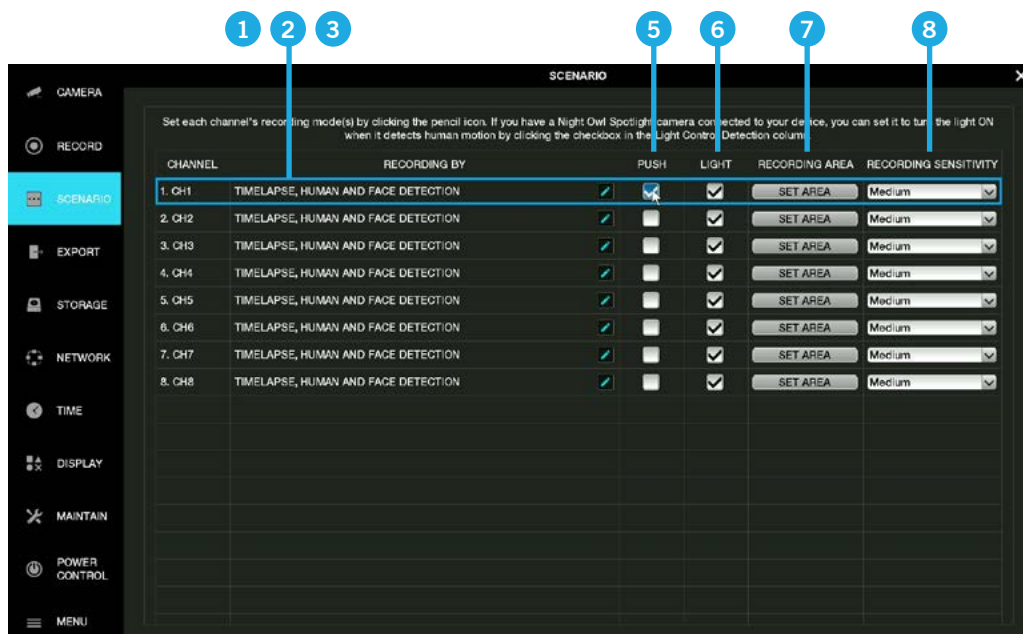 1 2 3 5 6 7 8
SCENARIO X
CAMERA
Set each channel's recording mode(s) by clicking the pencil icon. If you have a Night Owl Spotlight camera connected to your device, you can set it to turn the light ON
when it detects human motion by clicking the checkbox in the Light Control Detection column.
RECORD
CHANNEL RECORDING BY PUSH LIGHT RECORDING AREA RECORDING SENSITIVITY
SCENARIO
1. CH1 TIMELAPSE, HUMAN AND FACE DETECTION SET AREA Medium
2. CH2 TIMELAPSE, HUMAN AND FACE DETECTION SET AREA Medium
EXPORT
3. CH3 TIMELAPSE, HUMAN AND FACE DETECTION SET AREA Medium
4. CH4 TIMELAPSE, HUMAN AND FACE DETECTION SET AREA Medium
STORAGE
5. CH5 TIMELAPSE, HUMAN AND FACE DETECTION SET AREA Medium
6. CH6 TIMELAPSE, HUMAN AND FACE DETECTION SET AREA Medium
NETWORK
7. CH7 TIMELAPSE, HUMAN AND FACE DETECTION SET AREA Medium
8. CH8 TIMELAPSE, HUMAN AND FACE DETECTION SET AREA Medium
TIME
DISPLAY
MAINTAIN
POWER
CONTROL
MENU